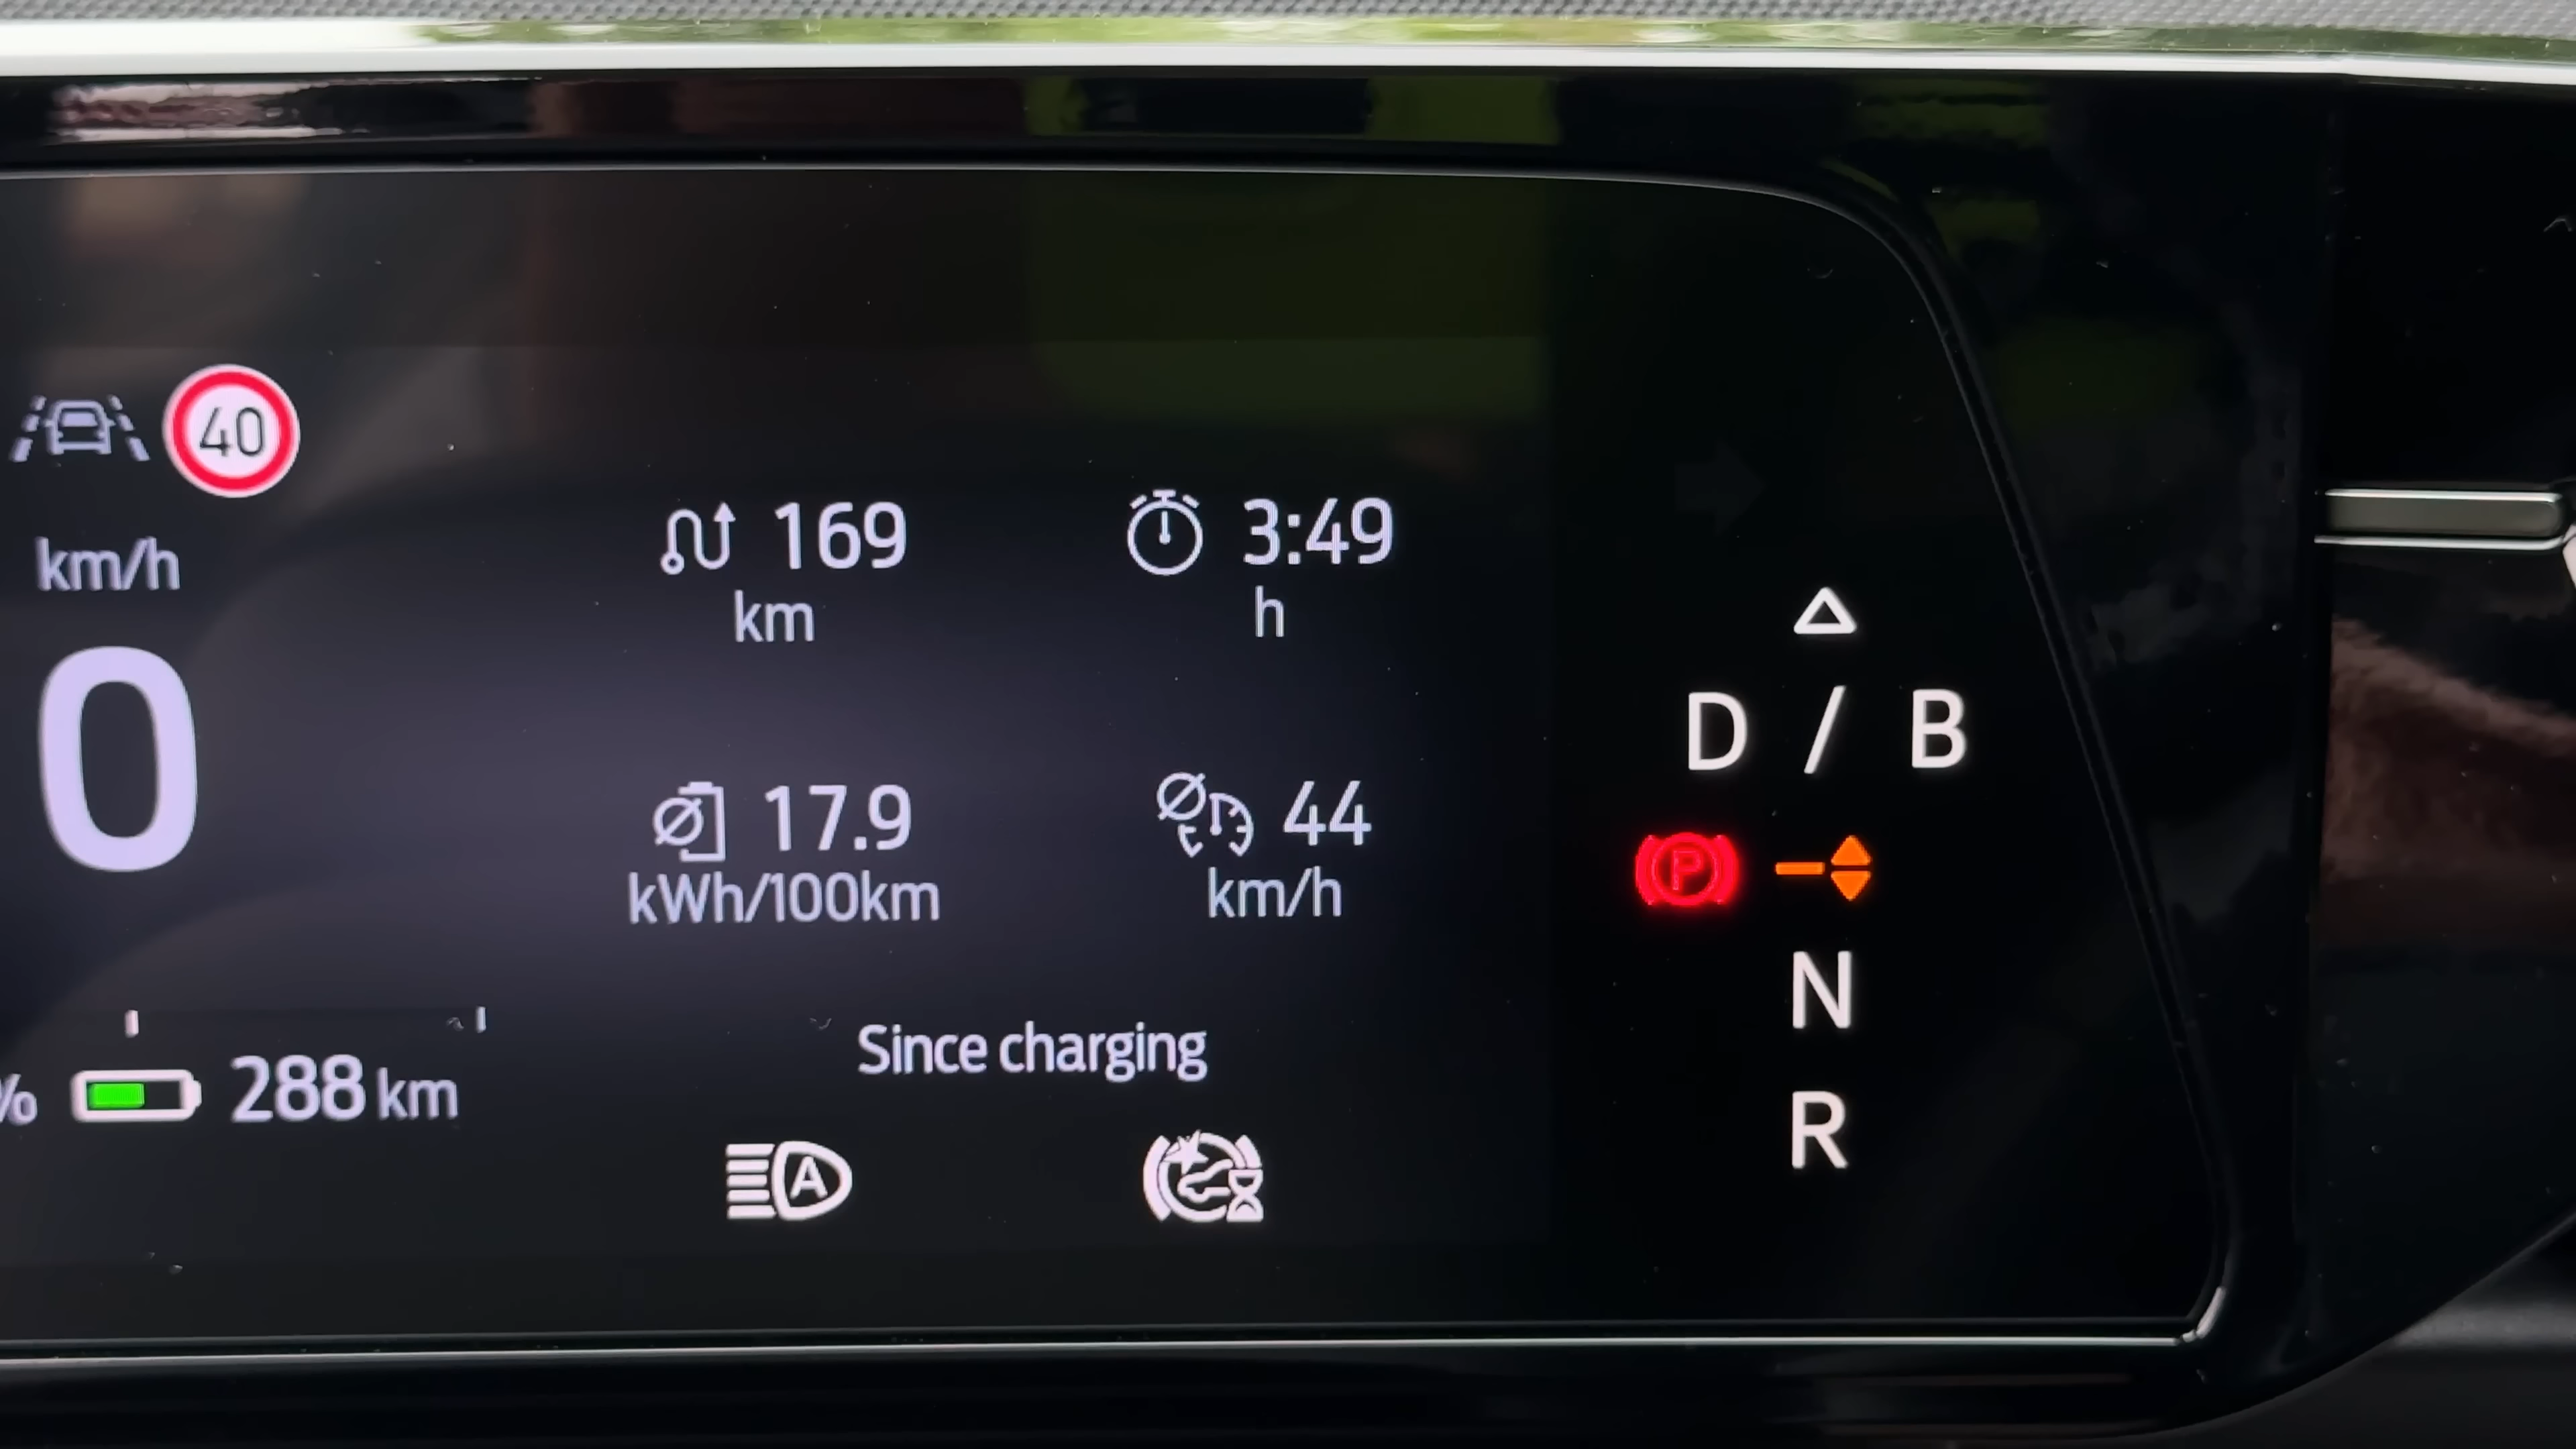 40
km/h
0
169
km
3:49
h
17.9
kWh/100km
44
km/h
Since charging
% 288 km
A
D / B
P
N
R